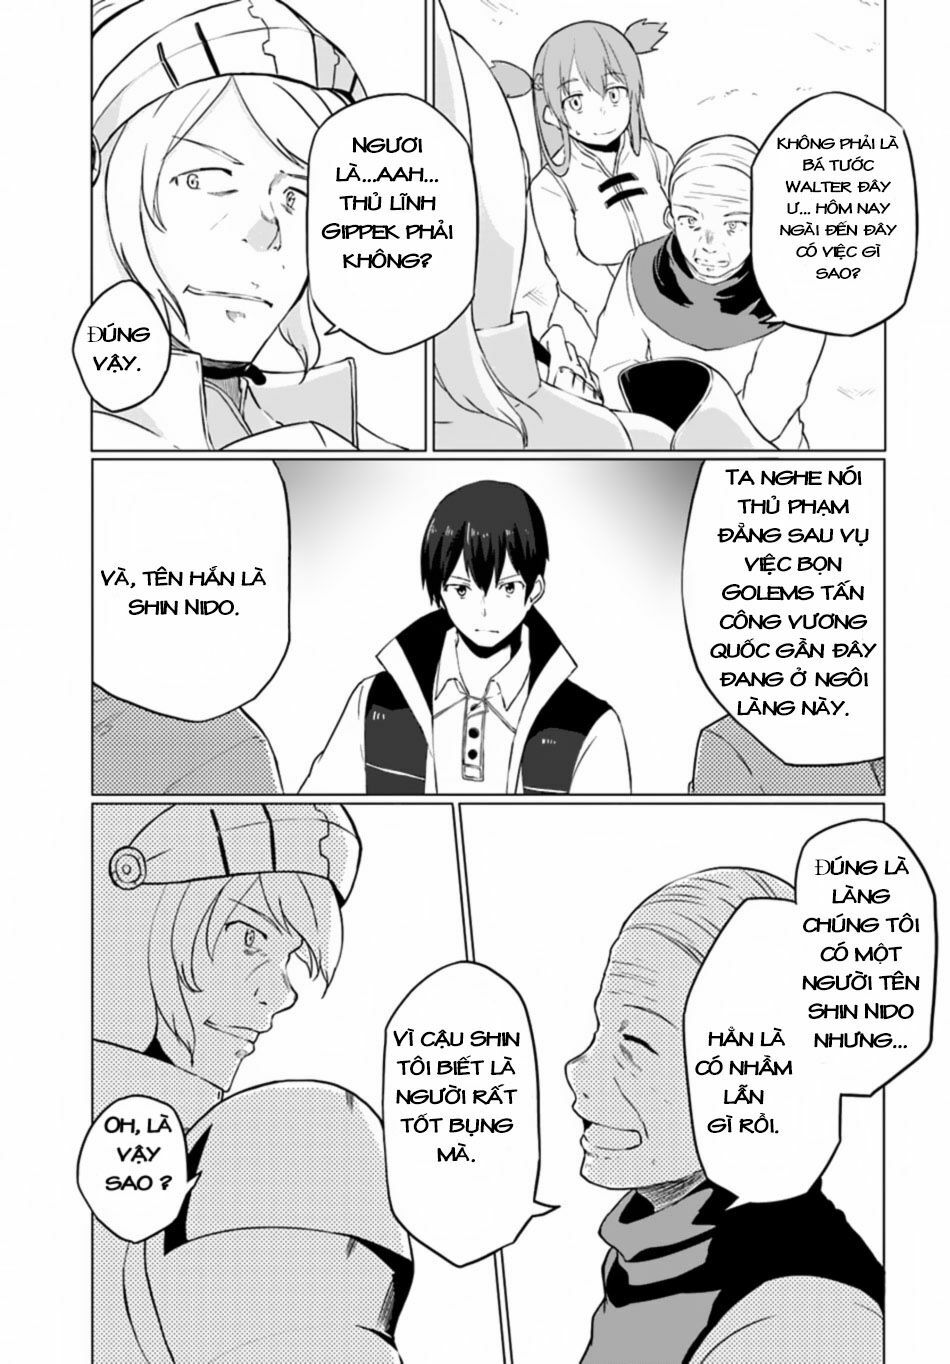 KHÔNG PHẢI LÀ
BÁ TƯỚC
WALTER ĐÂY
Ư... HÔM NAY
NGÀI ĐẾN ĐÂY
CÓ VIỆC GÌ
SAO?
NGƯƠI
LÀ...AAH...
THỦ LĨNH
GIPPEK PHẢI
KHÔNG?
ĐÚNG
VẬY.
TA NGHE NÓI
THỦ PHẠM
ĐẰNG SAU VỤ
VIỆC BỌN
GOLEMS TẤN
CÔNG VƯƠNG
QUỐC GẦN ĐÂY
ĐANG Ở NGÔI
LÀNG NÀY.
VÀ, TÊN HẮN LÀ
SHIN NIDO.
ĐÚNG LÀ
LÀNG
CHÚNG TÔI
CÓ MỘT
NGƯỜI TÊN
SHIN NIDO
NHƯNG...
HẲN LÀ
CÓ NHẦM
LẪN
GÌ RỒI.
VÌ CẬU SHIN
TÔI BIẾT LÀ
NGƯỜI RẤT
TỐT BỤNG
MÀ.
OH, LÀ
VẬY
SAO ?